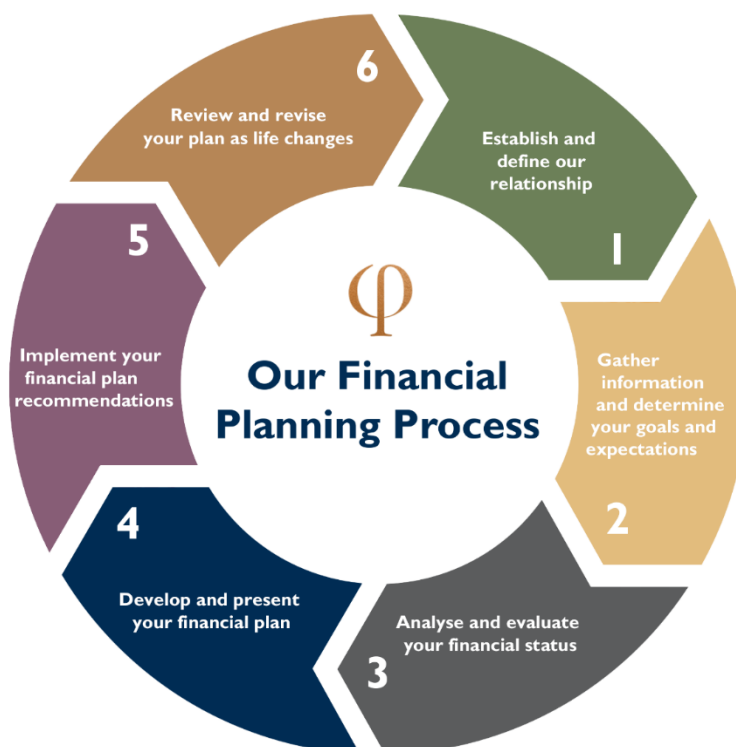 Our Financial
Planning Process
1
Establish and
define our
relationship
2
Gather
information
and determine
your goals and
expectations
3
Analyse and evaluate
your financial status
4
Develop and present
your financial plan
5
Implement your
financial plan
recommendations
6
Review and revise
your plan as life changes
φ